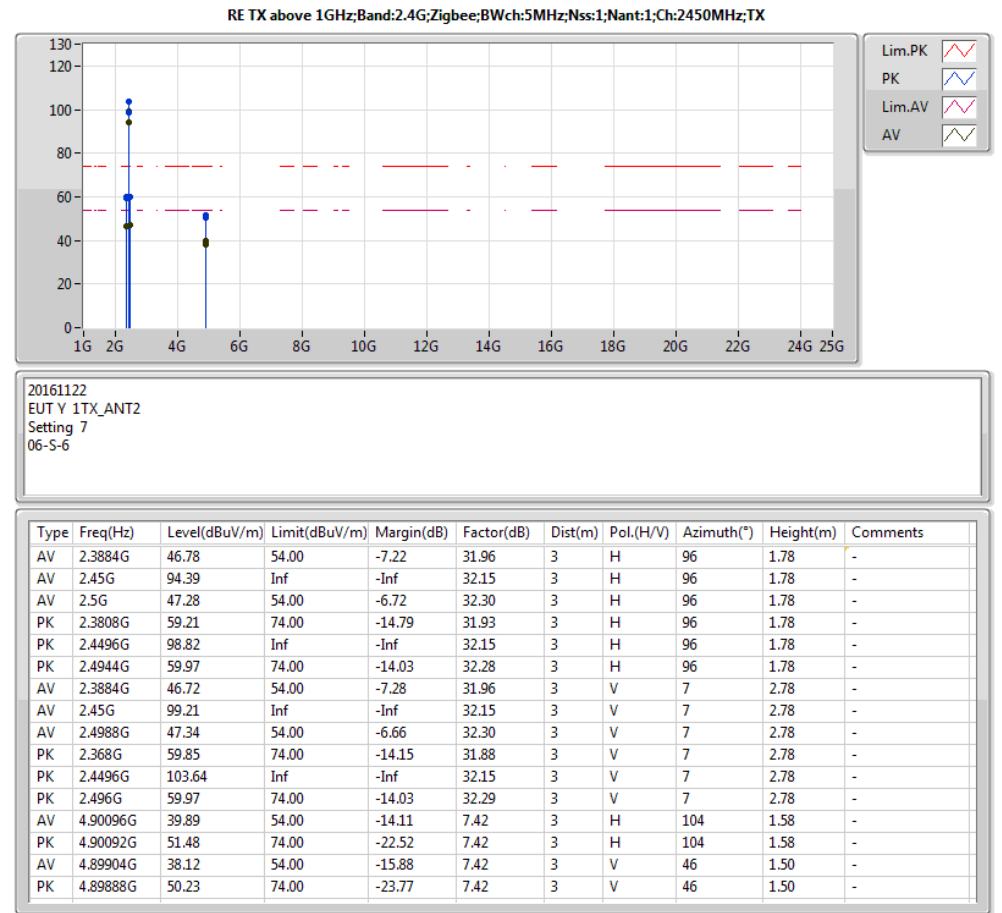 RE TX above 1GHz;Band:2.4G;Zigbee;BWch:5MHz;Nss:1;Nant:1;Ch:2450MHz;TX
130
120
100
80
60
40
20
0
1G 2G 4G 6G 8G 10G 12G 14G 16G 18G 20G 22G 24G 25G
Lim.PK
PK
Lim.AV
AV
20161122
EUT Y 1TX_ANT2
Setting 7
06-S-6
Type Freq(Hz) Level(dBuV/m) Limit(dBuV/m) Margin(dB) Factor(dB) Dist(m) Pol.(H/V) Azimuth(°) Height(m) Comments
AV 2.3884G 46.78 54.00 -7.22 31.96 3 H 96 1.78 -
AV 2.45G 94.39 Inf -Inf 32.15 3 H 96 1.78 -
AV 2.5G 47.28 54.00 -6.72 32.30 3 H 96 1.78 -
PK 2.3808G 59.21 74.00 -14.79 31.93 3 H 96 1.78 -
PK 2.4496G 98.82 Inf -Inf 32.15 3 H 96 1.78 -
PK 2.4944G 59.97 74.00 -14.03 32.28 3 H 96 1.78 -
AV 2.3884G 46.72 54.00 -7.28 31.96 3 V 7 2.78 -
AV 2.45G 99.21 Inf -Inf 32.15 3 V 7 2.78 -
AV 2.4988G 47.34 54.00 -6.66 32.30 3 V 7 2.78 -
PK 2.368G 59.85 74.00 -14.15 31.88 3 V 7 2.78 -
PK 2.4496G 103.64 Inf -Inf 32.15 3 V 7 2.78 -
PK 2.496G 59.97 74.00 -14.03 32.29 3 V 7 2.78 -
AV 4.90096G 39.89 54.00 -14.11 7.42 3 H 104 1.58 -
PK 4.90092G 51.48 74.00 -22.52 7.42 3 H 104 1.58 -
AV 4.89904G 38.12 54.00 -15.88 7.42 3 V 46 1.50 -
PK 4.89888G 50.23 74.00 -23.77 7.42 3 V 46 1.50 -